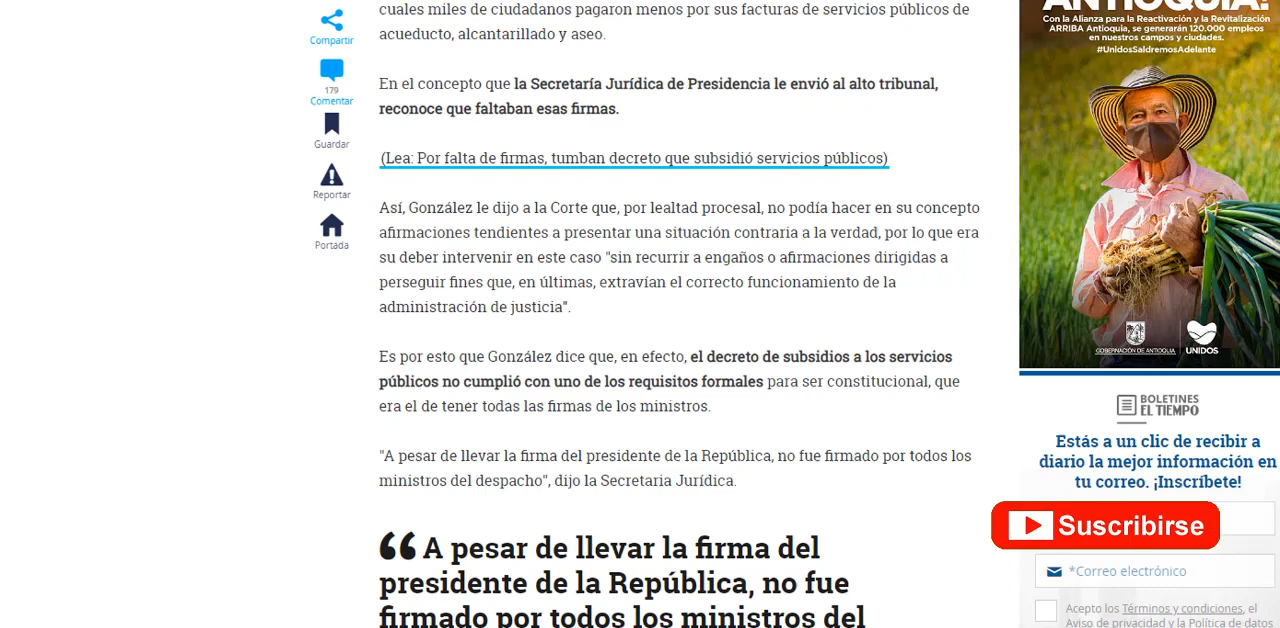 cuales miles de ciudadanos pagaron menos por sus facturas de servicios públicos de
acueducto, alcantarillado y aseo.
En el concepto que la Secretaría Jurídica de Presidencia le envió al alto tribunal,
reconoce que faltaban esas firmas.
(Lea: Por falta de firmas, tumban decreto que subsidió servicios públicos)
Así, González le dijo a la Corte que, por lealtad procesal, no podía hacer en su concepto
afirmaciones tendientes a presentar una situación contraria a la verdad, por lo que era
su deber intervenir en este caso "sin recurrir a engaños o afirmaciones dirigidas a
perseguir fines que, en últimas, extravían el correcto funcionamiento de la
administración de justicia".
Es por esto que González dice que, en efecto, el decreto de subsidios a los servicios
públicos no cumplió con uno de los requisitos formales para ser constitucional, que
era el de tener todas las firmas de los ministros.
"A pesar de llevar la firma del presidente de la República, no fue firmado por todos los
ministros del despacho", dijo la Secretaria Jurídica.
“A pesar de llevar la firma del
presidente de la República, no fue
firmado por todos los ministros del
Compartir
179
Comentar
Guardar
Reportar
Portada
ANTIOQUIA!
Con la Alianza para la Reactivación y la Revitalización
ARRIBA Antioquia, se generarán 120.000 empleos
en nuestros campos y ciudades.
#UnidosSaldremosAdelante
GOBERNACIÓN DE ANTIOQUIA
UNIDOS
BOLETINES
EL TIEMPO
Estás a un clic de recibir a
diario la mejor información en
tu correo. ¡Inscríbete!
Suscribirse
*Correo electrónico
Acepto los Términos y condiciones, el
Aviso de privacidad y la Política de datos